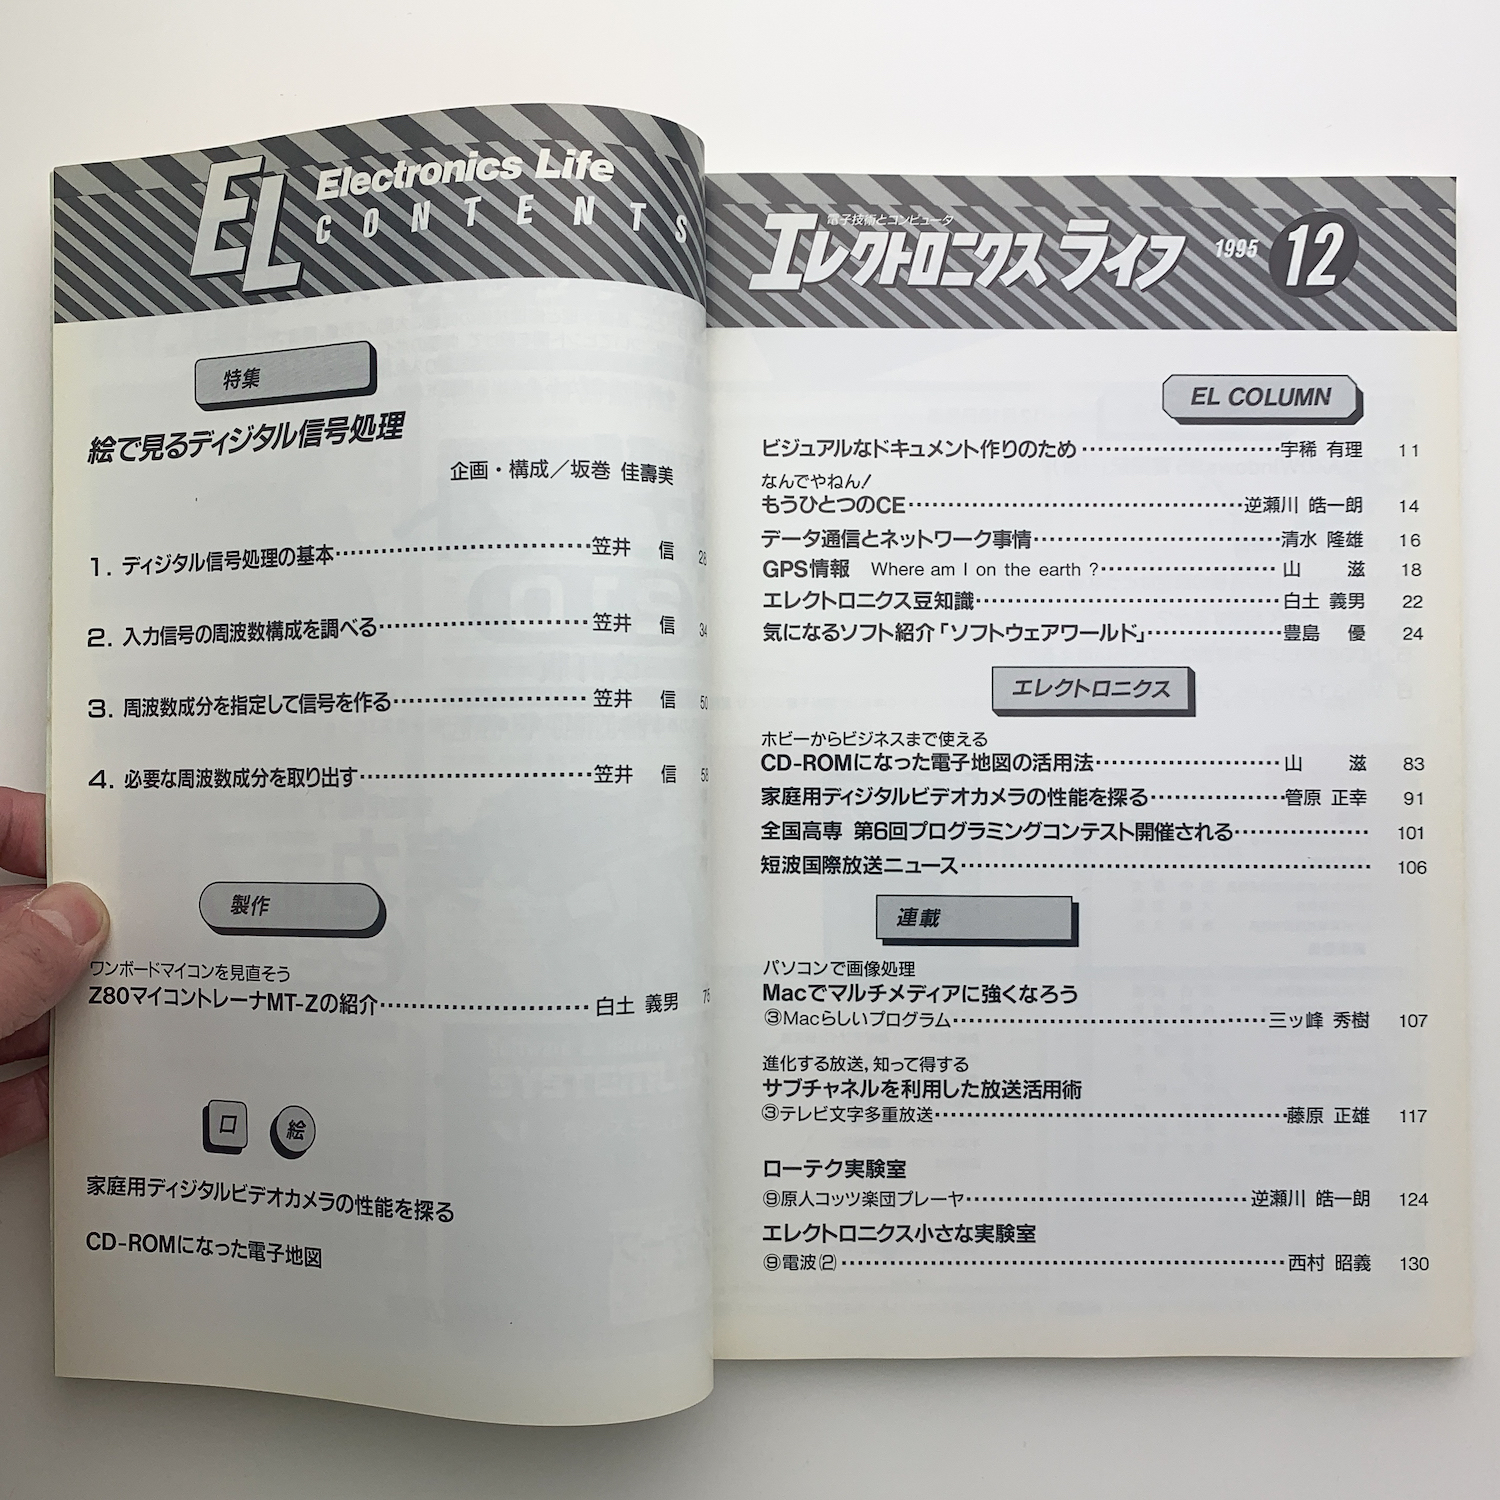 EL Electronics Life
CONTENTS
特集
絵で見るディジタル信号処理
企画・構成／坂巻 佳壽美
1. ディジタル信号処理の基本……笠井 信 26
2. 入力信号の周波数構成を調べる……笠井 信 34
3. 周波数成分を指定して信号を作る……笠井 信 50
4. 必要な周波数成分を取り出す……笠井 信 58
製作
ワンボードマイコンを見直そう
Z80マイコントレーナMT-Zの紹介……白土 義男 75
口絵
家庭用ディジタルビデオカメラの性能を探る
CD-ROMになった電子地図
電子技術とコンピュータ
エレクトロニクス ライフ 1995 12
EL COLUMN
ビジュアルなドキュメント作りのため……宇稀 有理 11
なんでやねん!
もうひとつのCE……逆瀬川 皓一朗 14
データ通信とネットワーク事情……清水 隆雄 16
GPS情報 Where am I on the earth ?……山 滋 18
エレクトロニクス豆知識……白土 義男 22
気になるソフト紹介「ソフトウェアワールド」……豊島 優 24
エレクトロニクス
ホビーからビジネスまで使える
CD-ROMになった電子地図の活用法……山 滋 83
家庭用ディジタルビデオカメラの性能を探る……菅原 正幸 91
全国高専 第6回プログラミングコンテスト開催される…… 101
短波国際放送ニュース…… 106
連載
パソコンで画像処理
Macでマルチメディアに強くなろう
③Macらしいプログラム……三ッ峰 秀樹 107
進化する放送,知って得する
サブチャネルを利用した放送活用術
③テレビ文字多重放送……藤原 正雄 117
ローテク実験室
⑨原人コッツ楽団プレーヤ……逆瀬川 皓一朗 124
エレクトロニクス小さな実験室
⑨電波(2)……西村 昭義 130